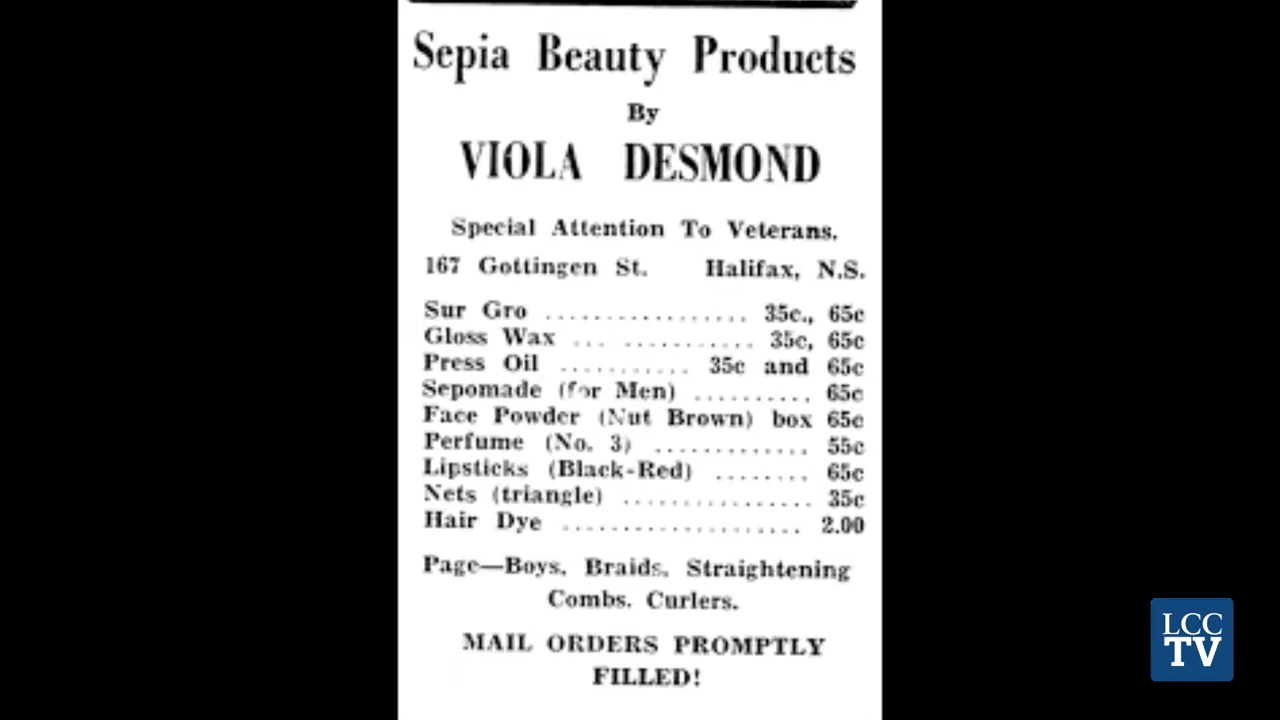 Sepia Beauty Products
By
VIOLA DESMOND
Special Attention To Veterans.
167 Gottingen St. Halifax, N.S.
Sur Gro ................. 35c., 65c
Gloss Wax ... ........... 35c, 65c
Press Oil ........... 35c and 65c
Sepomade (for Men) .......... 65c
Face Powder (Nut Brown) box 65c
Perfume (No. 3) ............. 55c
Lipsticks (Black-Red) ........ 65c
Nets (triangle) ................ 35c
Hair Dye .................... 2.00
Page—Boys, Braids, Straightening
Combs, Curlers.
MAIL ORDERS PROMPTLY
FILLED!
LCC
TV